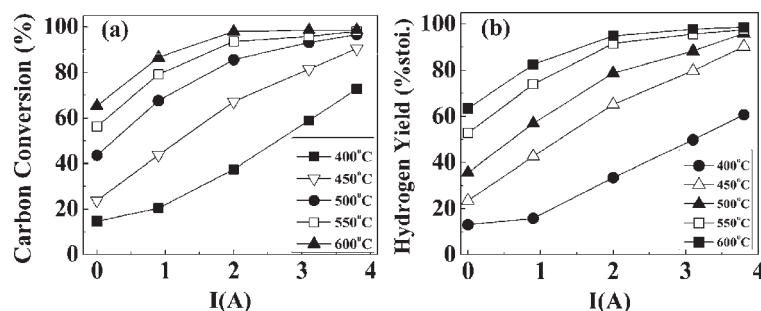 (a)
Carbon Conversion (%)
100
80
60
40
20
0
400°C
450°C
500°C
550°C
600°C
0 1 2 3 4
I(A)
(b)
Hydrogen Yield (%stoi.)
100
80
60
40
20
0
400°C
450°C
500°C
550°C
600°C
0 1 2 3 4
I(A)